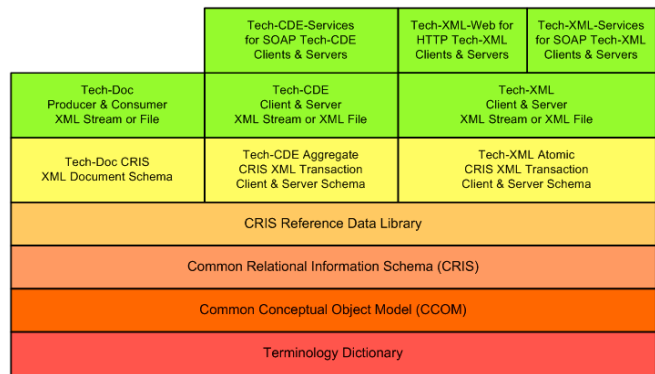 Tech-CDE-Services
for SOAP Tech-CDE
Clients & Servers
Tech-XML-Web for
HTTP Tech-XML
Clients & Servers
Tech-XML-Services
for SOAP Tech-XML
Clients & Servers
Tech-Doc
Producer & Consumer
XML Stream or File
Tech-CDE
Client & Server
XML Stream or XML File
Tech-XML
Client & Server
XML Stream or XML File
Tech-Doc CRIS
XML Document Schema
Tech-CDE Aggregate
CRIS XML Transaction
Client & Server Schema
Tech-XML Atomic
CRIS XML Transaction
Client & Server Schema
CRIS Reference Data Library
Common Relational Information Schema (CRIS)
Common Conceptual Object Model (CCOM)
Terminology Dictionary